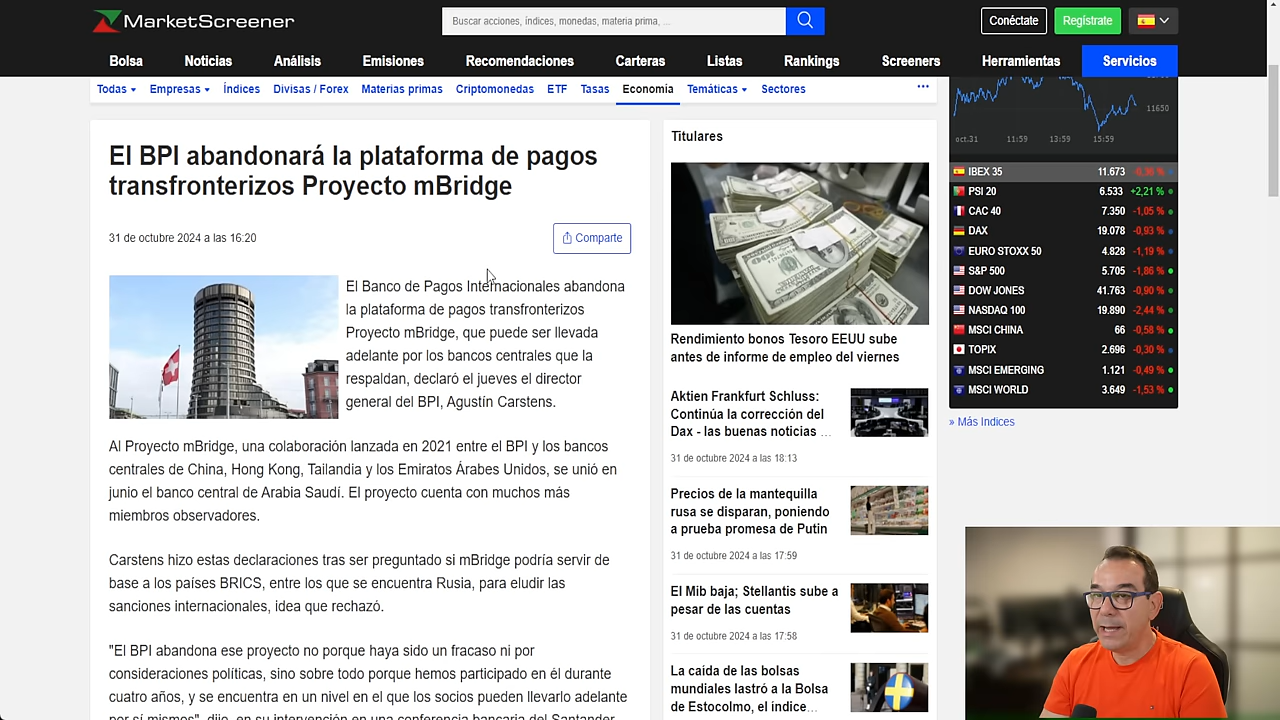 MarketScreener
Buscar acciones, índices, monedas, materia prima, ...
Conéctate
Regístrate
Bolsa Noticias Análisis Emisiones Recomendaciones Carteras Listas Rankings Screeners Herramientas Servicios
Todas Empresas Índices Divisas / Forex Materias primas Criptomonedas ETF Tasas Economía Temáticas Sectores ...
El BPI abandonará la plataforma de pagos
transfronterizos Proyecto mBridge
31 de octubre 2024 a las 16:20
Comparte
El Banco de Pagos Internacionales abandona
la plataforma de pagos transfronterizos
Proyecto mBridge, que puede ser llevada
adelante por los bancos centrales que la
respaldan, declaró el jueves el director
general del BPI, Agustín Carstens.
Al Proyecto mBridge, una colaboración lanzada en 2021 entre el BPI y los bancos
centrales de China, Hong Kong, Tailandia y los Emiratos Árabes Unidos, se unió en
junio el banco central de Arabia Saudí. El proyecto cuenta con muchos más
miembros observadores.
Carstens hizo estas declaraciones tras ser preguntado si mBridge podría servir de
base a los países BRICS, entre los que se encuentra Rusia, para eludir las
sanciones internacionales, idea que rechazó.
"El BPI abandona ese proyecto no porque haya sido un fracaso ni por
consideraciones políticas, sino sobre todo porque hemos participado en él durante
cuatro años, y se encuentra en un nivel en el que los socios pueden llevarlo adelante
por sí mismos", dijo, en su intervención en una conferencia bancaria del Santander
Titulares
Rendimiento bonos Tesoro EEUU sube
antes de informe de empleo del viernes
Aktien Frankfurt Schluss:
Continúa la corrección del
Dax - las buenas noticias ...
31 de octubre 2024 a las 18:13
Precios de la mantequilla
rusa se disparan, poniendo
a prueba promesa de Putin
31 de octubre 2024 a las 17:59
El Mib baja; Stellantis sube a
pesar de las cuentas
31 de octubre 2024 a las 17:58
La caída de las bolsas
mundiales lastró a la Bolsa
de Estocolmo, el indice...
11650
oct.31 11:59 13:59 15:59
IBEX 35 11.673 -0,36 %
PSI 20 6.533 +2,21 %
CAC 40 7.350 -1,05 %
DAX 19.078 -0,93 %
EURO STOXX 50 4.828 -1,19 %
S&P 500 5.705 -1,86 %
DOW JONES 41.763 -0,90 %
NASDAQ 100 19.890 -2,44 %
MSCI CHINA 66 -0,58 %
TOPIX 2.696 -0,30 %
MSCI EMERGING 1.121 -0,49 %
MSCI WORLD 3.649 -1,53 %
» Más Indices